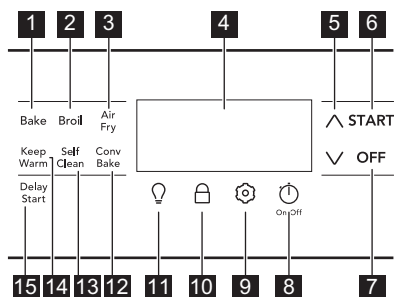 1 2 3 4 5 6
Bake Broil Air Fry START
Keep Warm Self Clean Conv Bake OFF
Delay Start
On Off
15 14 13 12 11 10 9 8 7